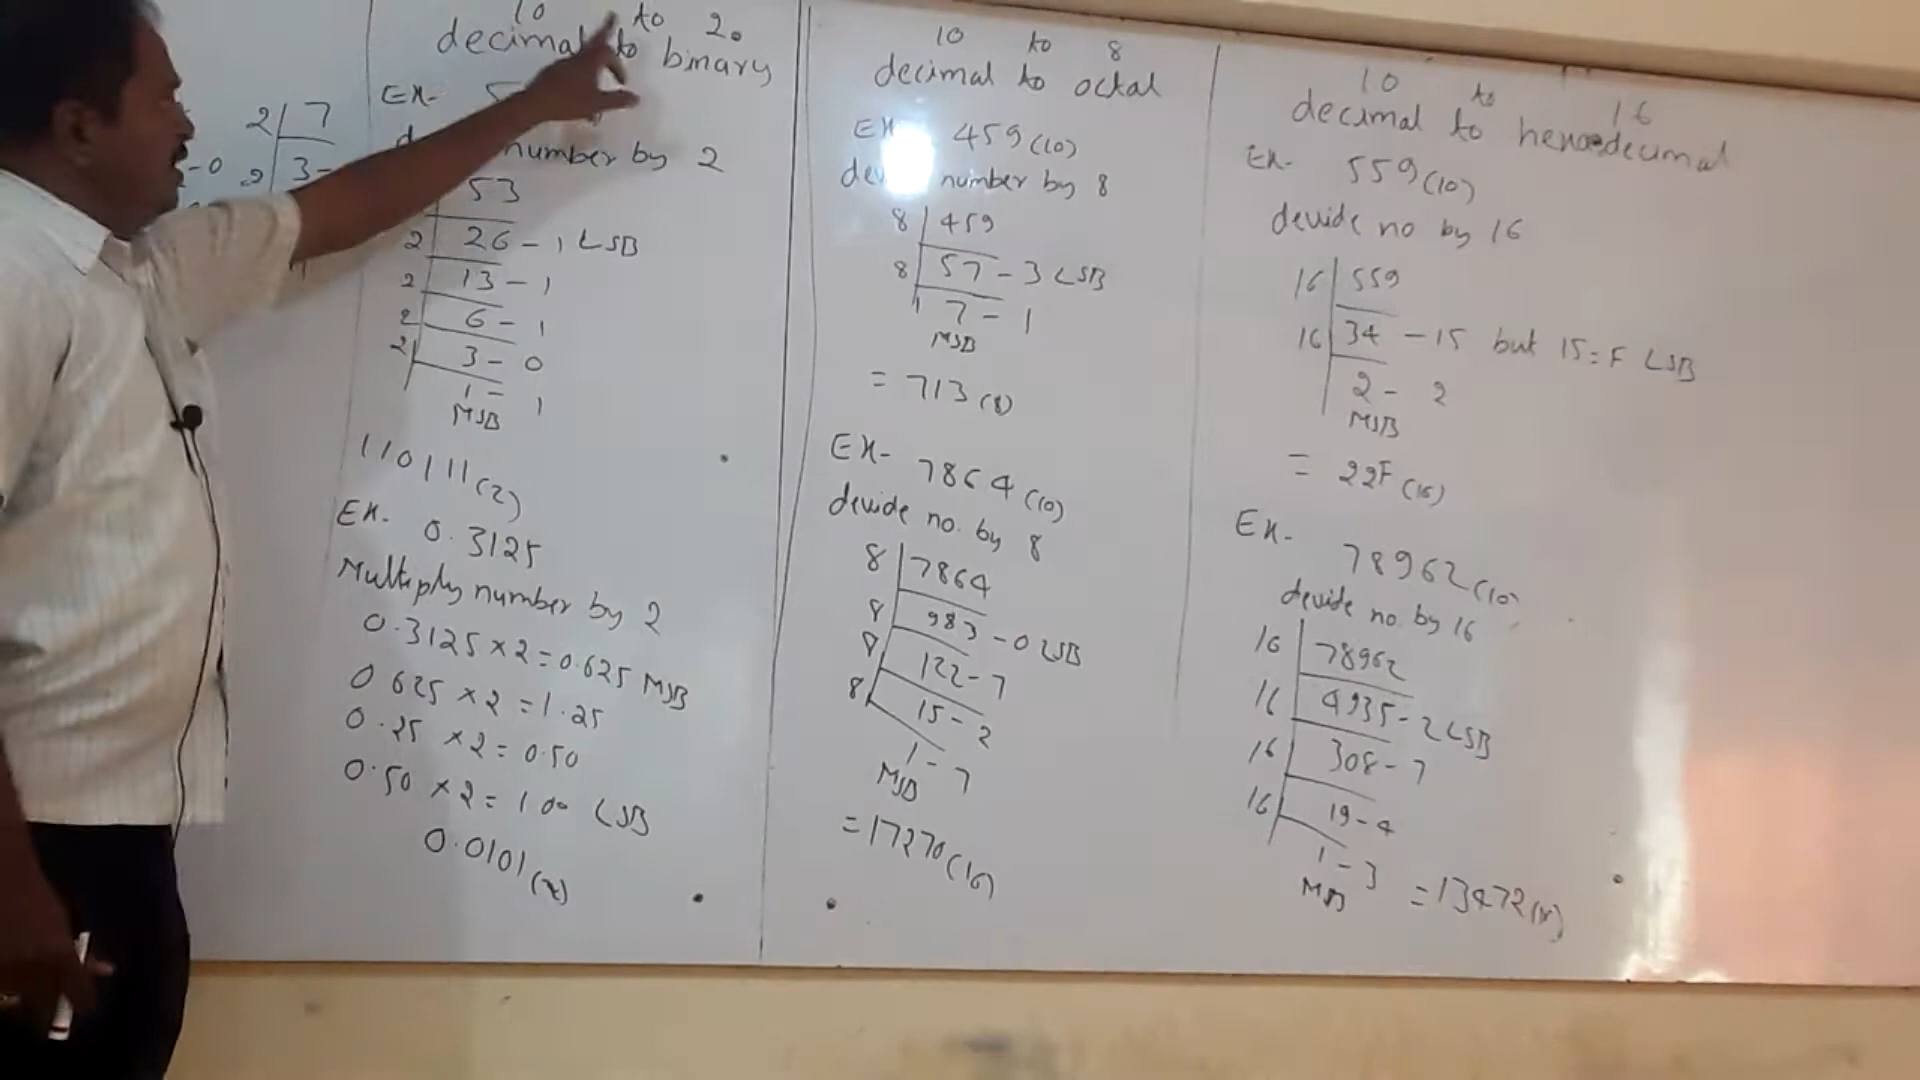 2 7
-0 2 3-
10 to 2.
decimal to binary
Ex- 5
number by 2
53
2 26 - 1 LSB
2 13 - 1
2 6 - 1
2 3 - 0
1 - 1
MSB
110111(2)
Ex. 0.3125
Multiply number by 2
0.3125 × 2 = 0.625 MSB
0 625 × 2 = 1.25
0.25 × 2 = 0.50
0.50 × 2 = 1 00 LSB
0.0101(2)
10 to 8
decimal to octal
Ex 459(10)
dev number by 8
8 459
8 57 - 3 LSB
7 - 1
MSB
= 713(8)
Ex- 7864(10)
devide no. by 8
8 7864
8 983 - 0 LSB
8 122 - 7
8 15 - 2
1 - 7
MSB
= 17270(16)
10 to 16
decimal to hexadecimal
Ex- 559(10)
devide no by 16
16 559
16 34 - 15 but 15 = F LSB
2 - 2
MSB
= 22F(16)
Ex- 78962(10)
devide no. by 16
16 78962
16 4935 - 2 LSB
16 308 - 7
16 19 - 4
1 - 3
MSB = 13472(16)